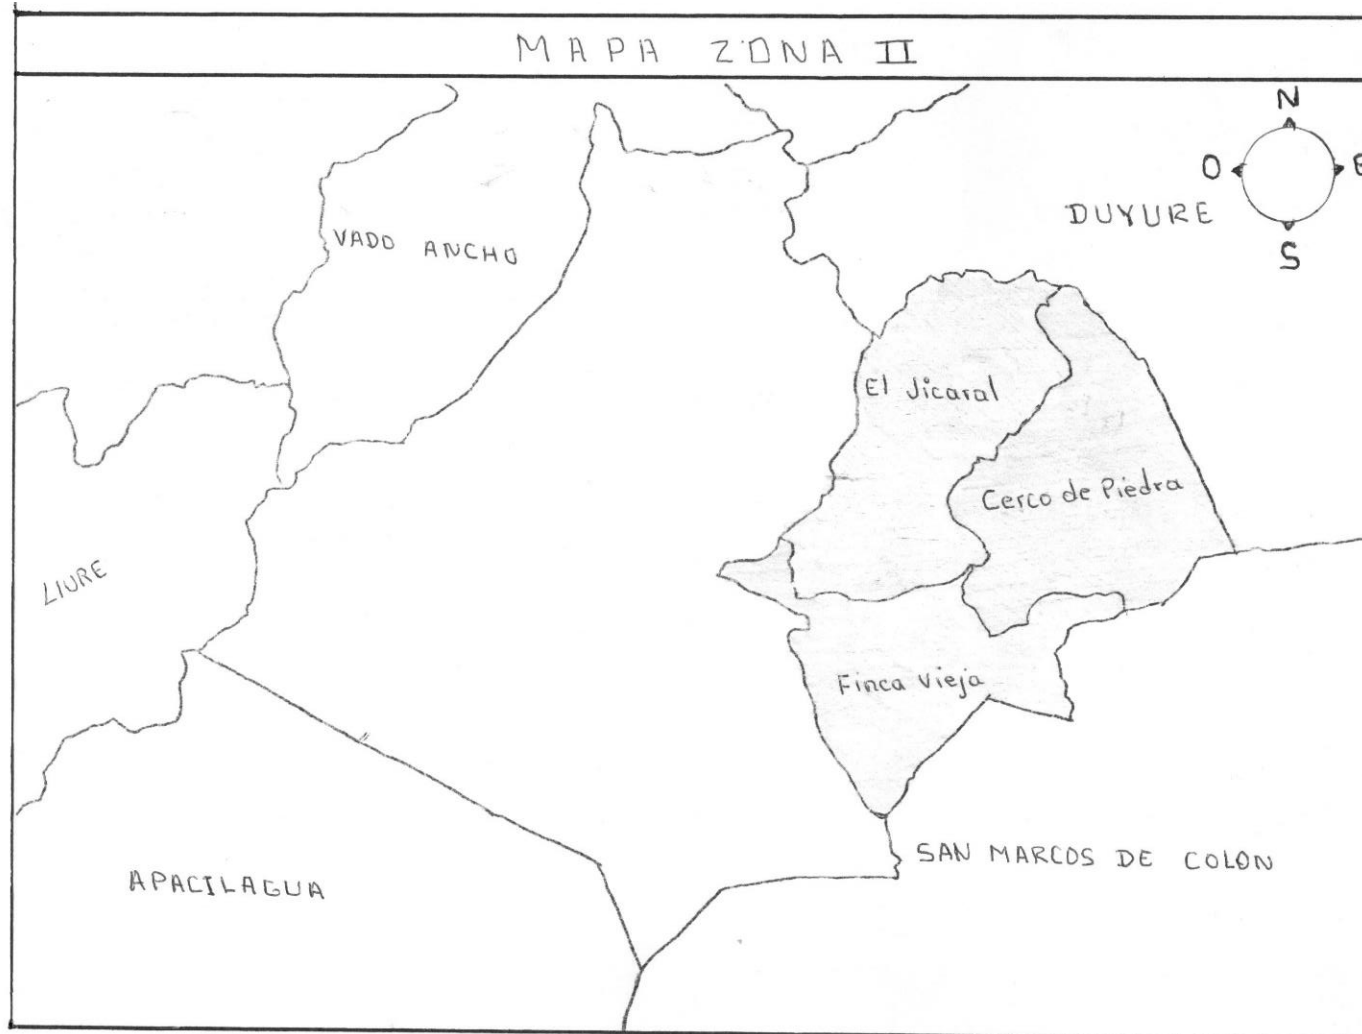 MAPA ZONA II
N
O E
DUYURE
S
VADO ANCHO
El Jicaral
Cerco de Piedra
LIURE
Finca Vieja
SAN MARCOS DE COLON
APACILAGUA